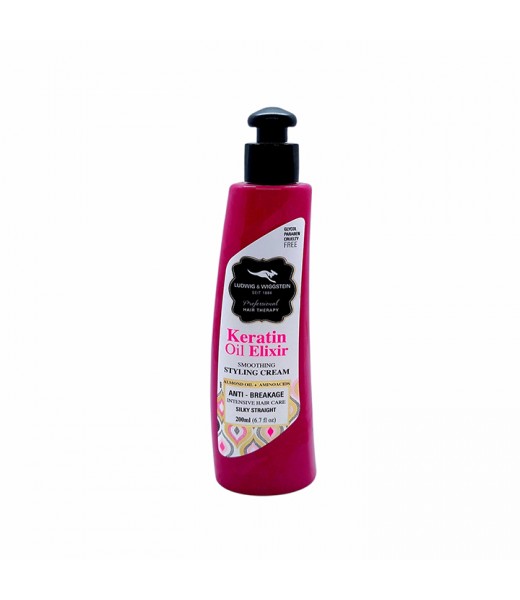 GLYCOL
PARABEN
CRUELTY
FREE
LUDWIG & WIGGSTEIN
SEIT 1888
Professional
HAIR THERAPY
Keratin
Oil Elixir
SMOOTHING
STYLING CREAM
ALMOND OIL + AMINOACIDS
ANTI - BREAKAGE
INTENSIVE HAIR CARE
SILKY STRAIGHT
200ml (6.7 fl oz)